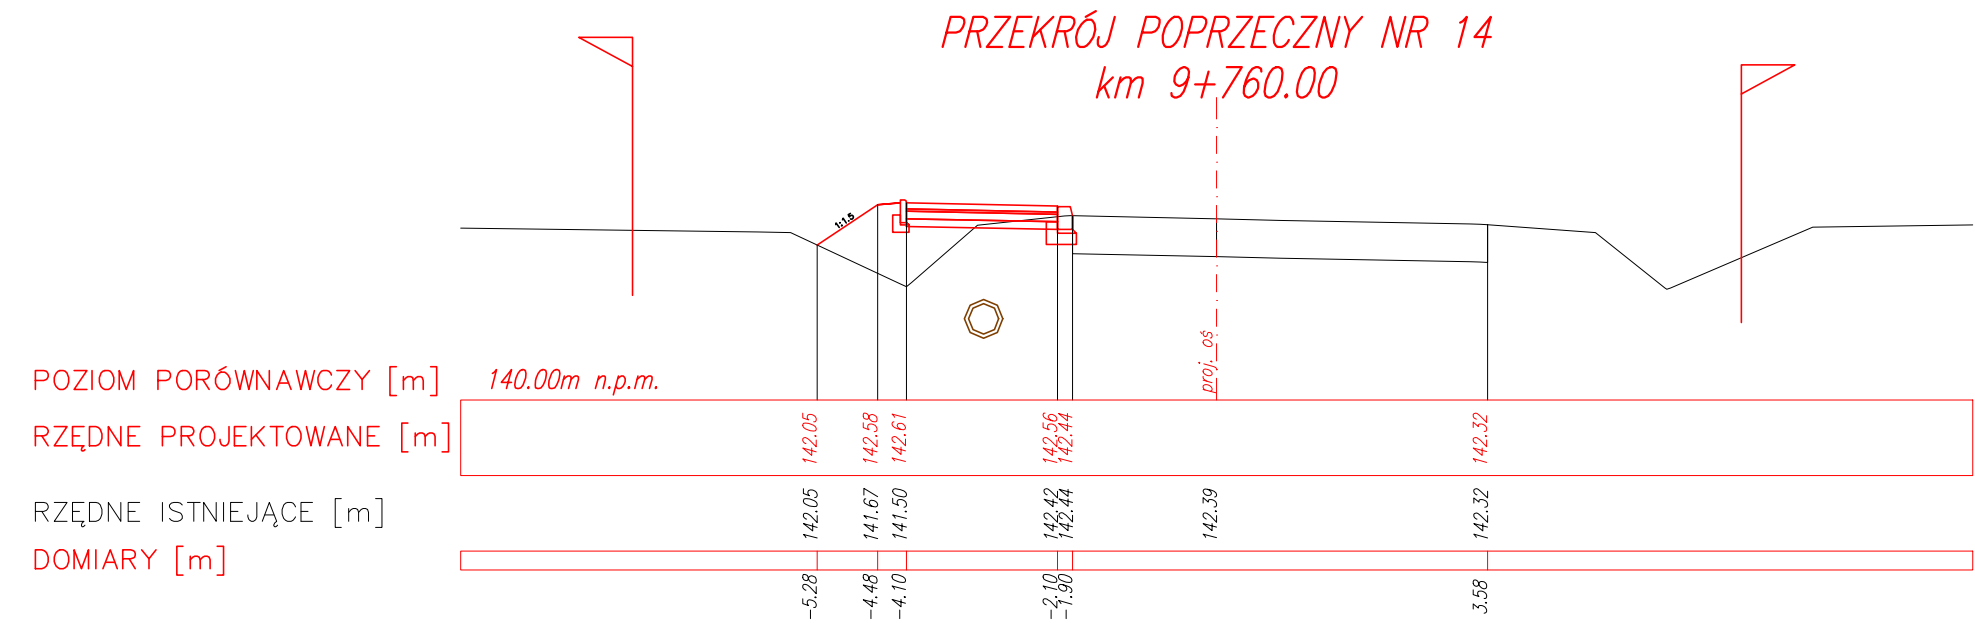 PRZEKRÓJ POPRZECZNY NR 14
km 9+760.00
1:1.5
proj. oś
POZIOM PORÓWNAWCZY [m] 140.00m n.p.m.
RZĘDNE PROJEKTOWANE [m] 142.05 142.58 142.61 142.56 142.44 142.32
RZĘDNE ISTNIEJĄCE [m] 142.05 141.67 141.50 142.42 142.44 142.39 142.32
DOMIARY [m]
-5.28 -4.48 -4.10 -2.10 -1.90 3.58